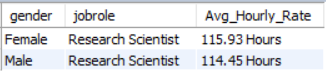 gender jobrole Avg_Hourly_Rate
Female Research Scientist 115.93 Hours
Male Research Scientist 114.45 Hours